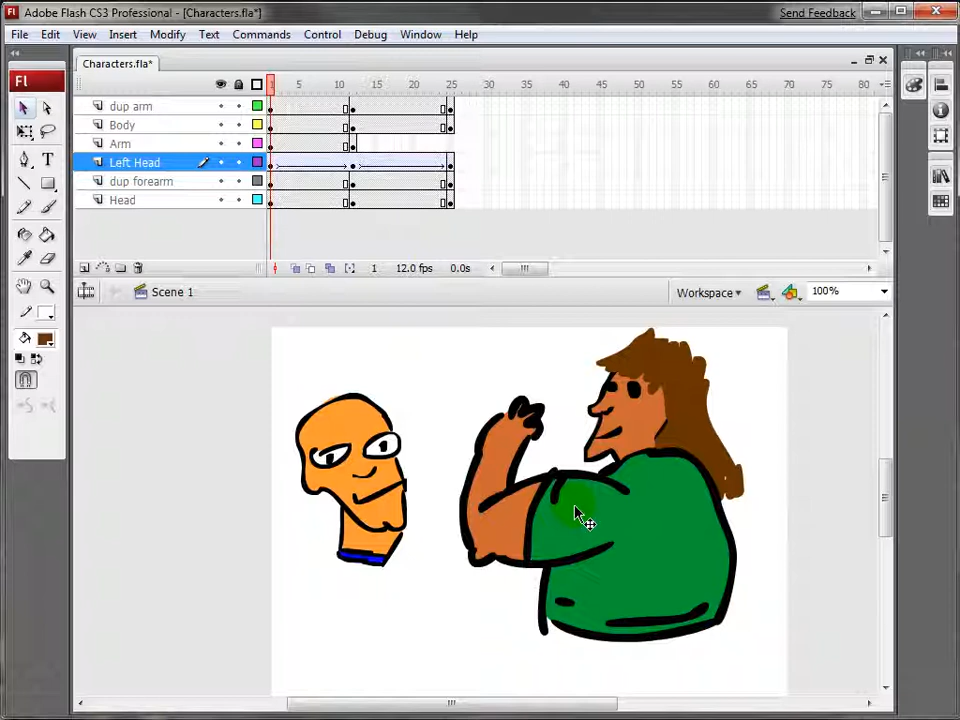 Adobe Flash CS3 Professional - [Characters.fla*]
Send Feedback
File Edit View Insert Modify Text Commands Control Debug Window Help
Characters.fla*
Fl
1 5 10 15 20 25 30 35 40 45 50 55 60 65 70 75 80
dup arm
Body
Arm
Left Head
dup forearm
Head
1 12.0 fps 0.0s
Scene 1
Workspace
100%